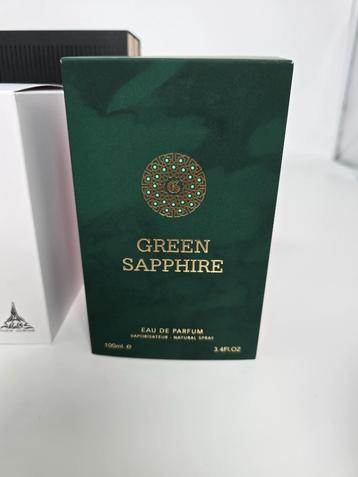 G
GREEN
SAPPHIRE
EAU DE PARFUM
VAPORISATEUR - NATURAL SPRAY
100ml. e
3.4FL.OZ